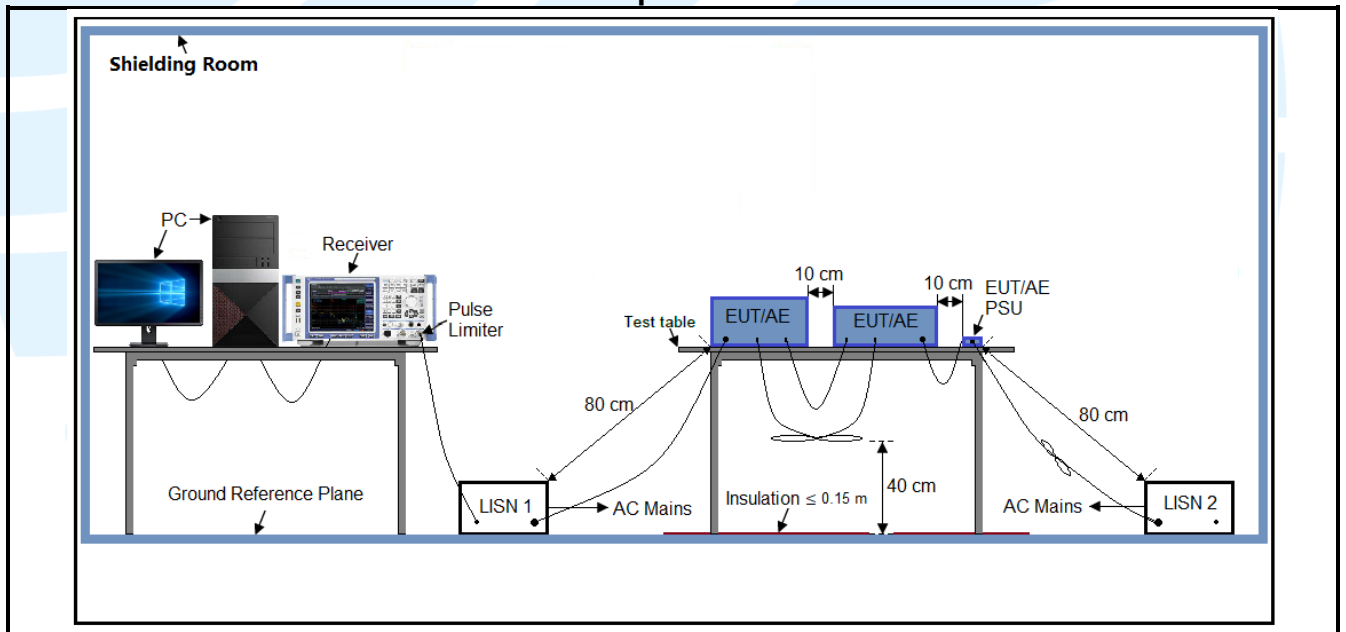 Shielding Room
PC
Receiver
Pulse
Limiter
Test table
EUT/AE
10 cm
EUT/AE
10 cm
EUT/AE
PSU
80 cm
80 cm
40 cm
Ground Reference Plane
LISN 1
AC Mains
Insulation ≤ 0.15 m
AC Mains
LISN 2